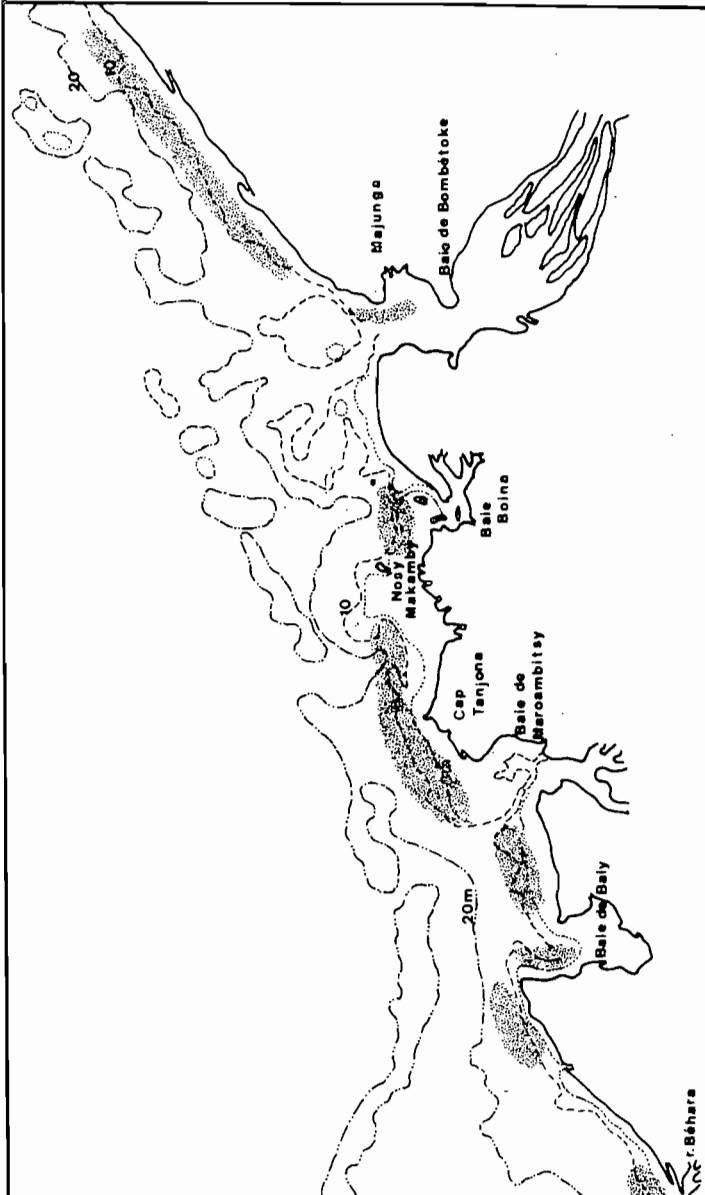 20
10
Majunga
Baie de Bombétoke
Baie
Boina
Nosy
Makamby
10
Cap
Tanjona
Baie de
Maroambitsy
20m
Baie de Baly
r. Béhara